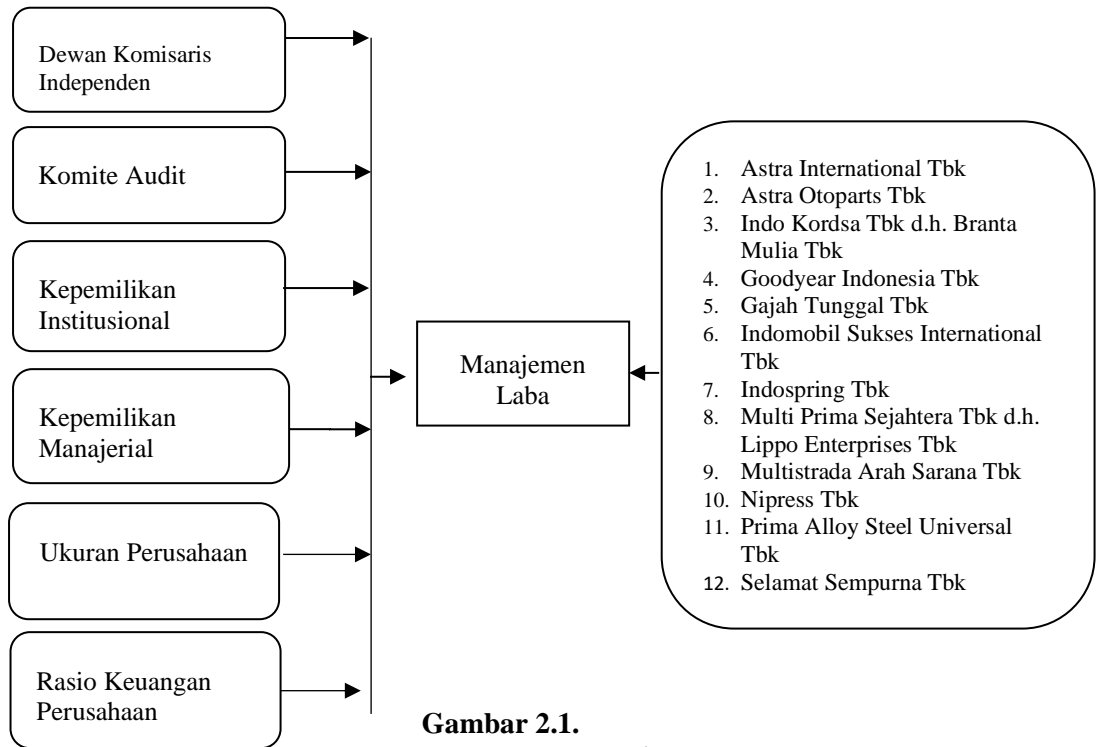 Dewan Komisaris
Independen
Komite Audit
Kepemilikan
Institusional
Kepemilikan
Manajerial
Ukuran Perusahaan
Rasio Keuangan
Perusahaan
Manajemen
Laba
1. Astra International Tbk
2. Astra Otoparts Tbk
3. Indo Kordsa Tbk d.h. Branta
Mulia Tbk
4. Goodyear Indonesia Tbk
5. Gajah Tunggal Tbk
6. Indomobil Sukses International
Tbk
7. Indospring Tbk
8. Multi Prima Sejahtera Tbk d.h.
Lippo Enterprises Tbk
9. Multistrada Arah Sarana Tbk
10. Nipress Tbk
11. Prima Alloy Steel Universal
Tbk
12. Selamat Sempurna Tbk
Gambar 2.1.